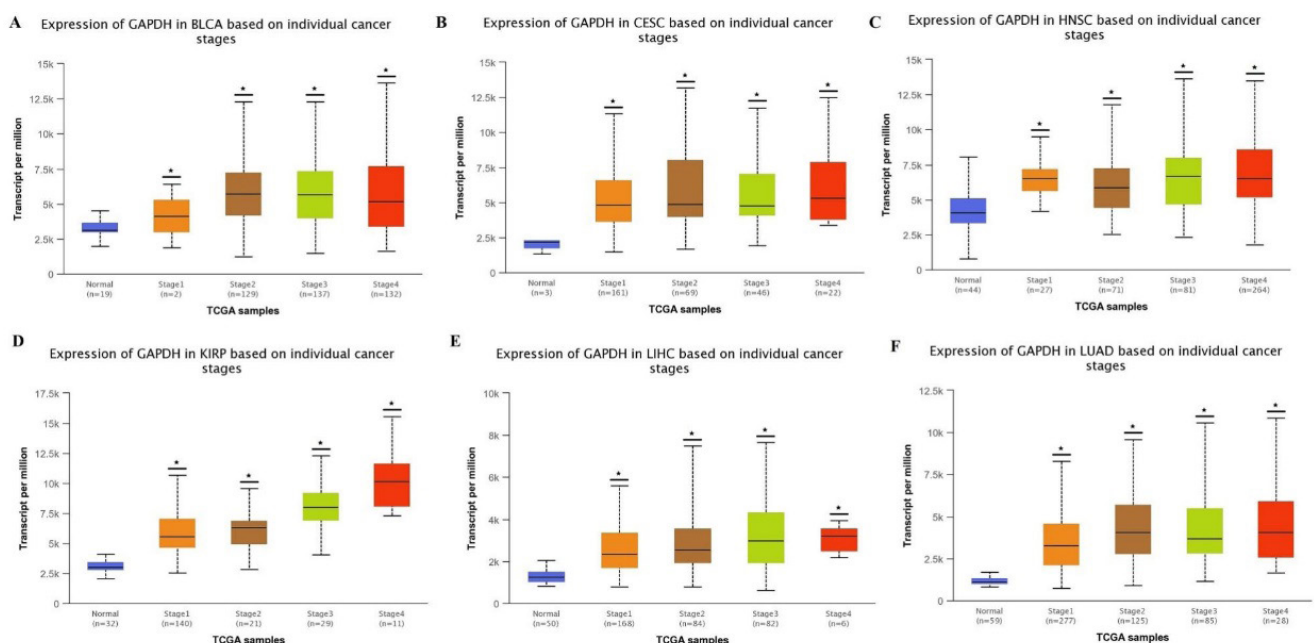 A
Expression of GAPDH in BLCA based on individual cancer
stages
Transcript per million
15k
12.5k
10k
7.5k
5k
2.5k
0
*
*
*
*
Normal
(n=19)
Stage1
(n=2)
Stage2
(n=129)
Stage3
(n=137)
Stage4
(n=132)
TCGA samples
B
Expression of GAPDH in CESC based on individual cancer
stages
Transcript per million
15k
12.5k
10k
7.5k
5k
2.5k
0
*
*
*
*
Normal
(n=3)
Stage1
(n=161)
Stage2
(n=69)
Stage3
(n=46)
Stage4
(n=22)
TCGA samples
C
Expression of GAPDH in HNSC based on individual cancer
stages
Transcript per million
15k
12.5k
10k
7.5k
5k
2.5k
0
*
*
*
*
Normal
(n=44)
Stage1
(n=27)
Stage2
(n=71)
Stage3
(n=81)
Stage4
(n=264)
TCGA samples
D
Expression of GAPDH in KIRP based on individual cancer
stages
Transcript per million
17.5k
15k
12.5k
10k
7.5k
5k
2.5k
0
*
*
*
*
Normal
(n=32)
Stage1
(n=140)
Stage2
(n=21)
Stage3
(n=29)
Stage4
(n=11)
TCGA samples
E
Expression of GAPDH in LIHC based on individual cancer
stages
Transcript per million
10k
8k
6k
4k
2k
0
*
*
*
*
Normal
(n=50)
Stage1
(n=168)
Stage2
(n=84)
Stage3
(n=82)
Stage4
(n=6)
TCGA samples
F
Expression of GAPDH in LUAD based on individual cancer
stages
Transcript per million
12.5k
10k
7.5k
5k
2.5k
0
*
*
*
*
Normal
(n=59)
Stage1
(n=277)
Stage2
(n=125)
Stage3
(n=85)
Stage4
(n=28)
TCGA samples